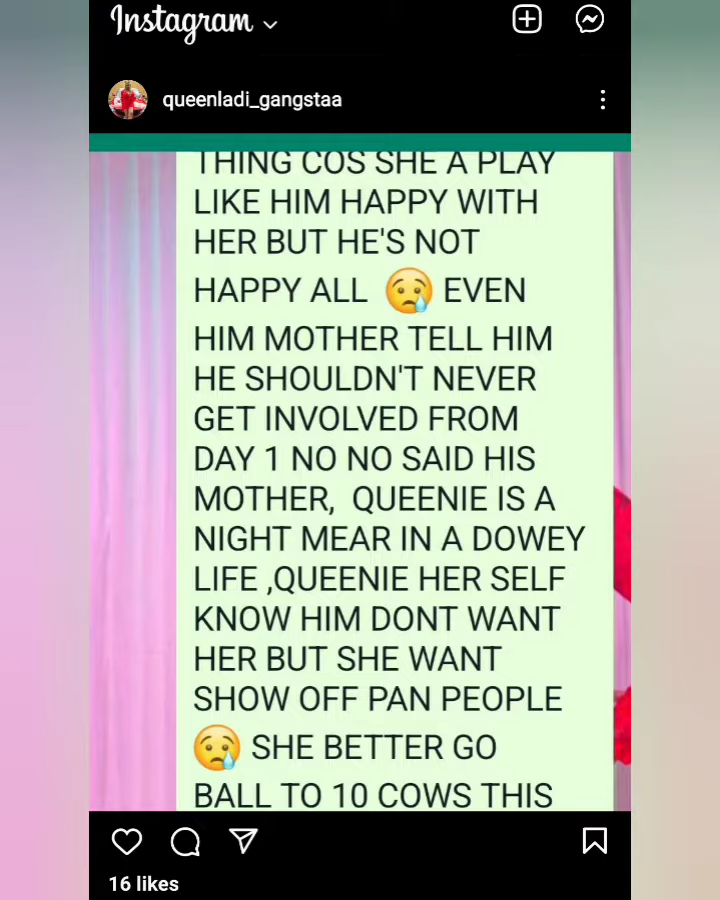 Instagram
queenladi_gangstaa
THING COS SHE A PLAY
LIKE HIM HAPPY WITH
HER BUT HE'S NOT
HAPPY ALL 😢 EVEN
HIM MOTHER TELL HIM
HE SHOULDN'T NEVER
GET INVOLVED FROM
DAY 1 NO NO SAID HIS
MOTHER, QUEENIE IS A
NIGHT MEAR IN A DOWEY
LIFE ,QUEENIE HER SELF
KNOW HIM DONT WANT
HER BUT SHE WANT
SHOW OFF PAN PEOPLE
😢 SHE BETTER GO
BALL TO 10 COWS THIS
16 likes